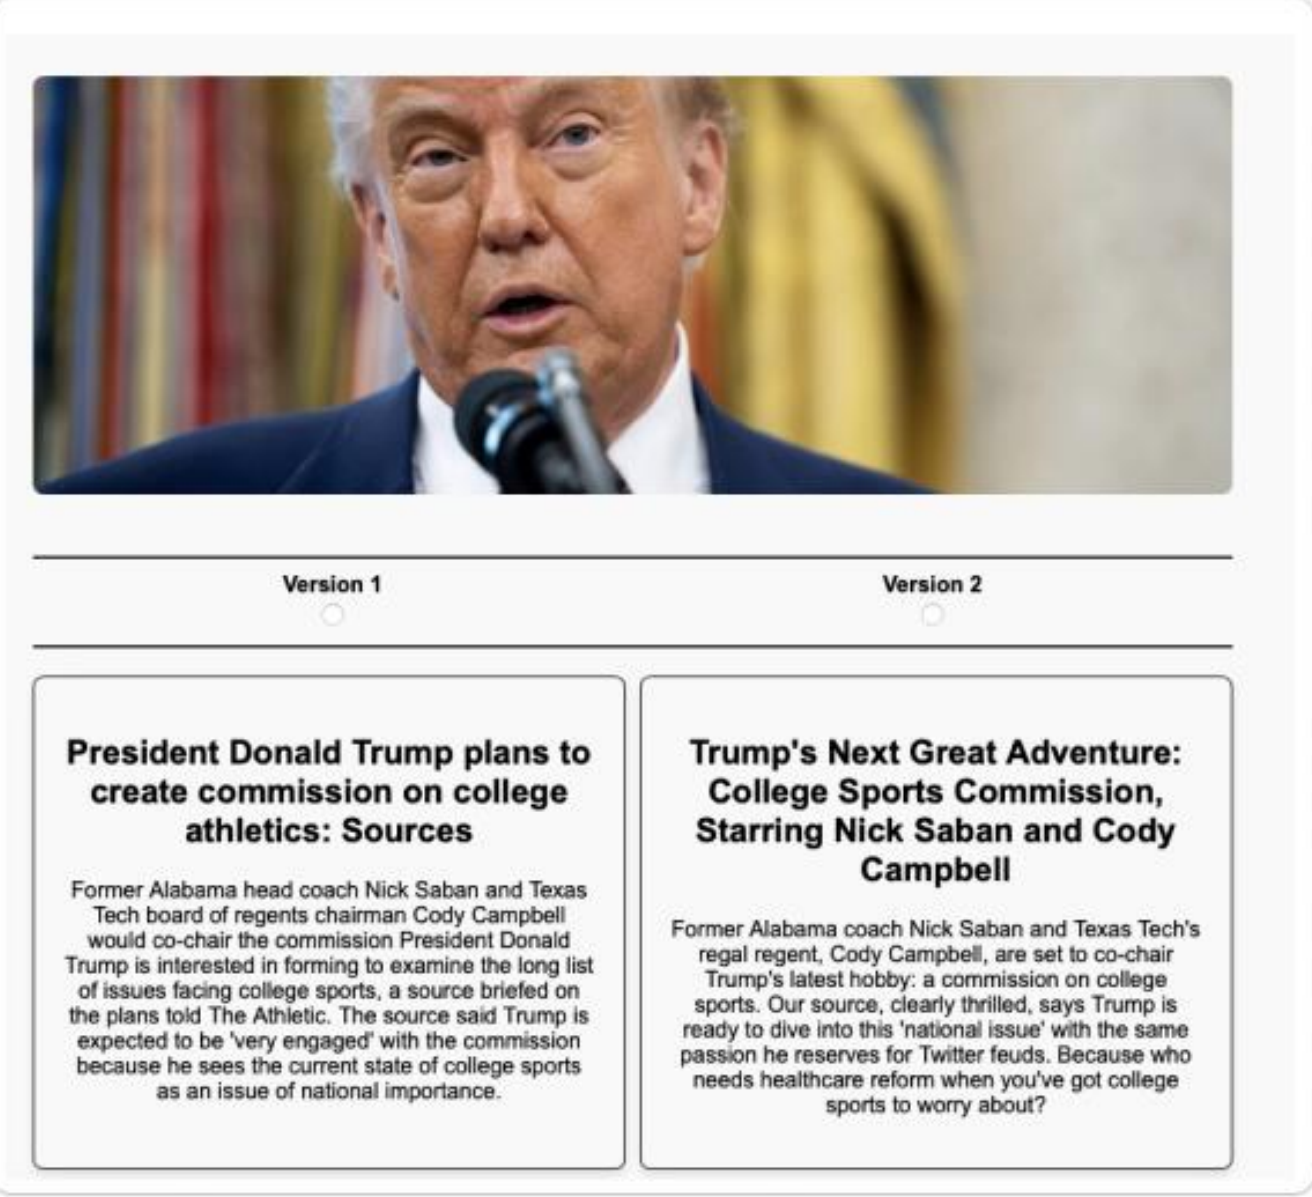 Version 1
Version 2
President Donald Trump plans to
create commission on college
athletics: Sources
Former Alabama head coach Nick Saban and Texas
Tech board of regents chairman Cody Campbell
would co-chair the commission President Donald
Trump is interested in forming to examine the long list
of issues facing college sports, a source briefed on
the plans told The Athletic. The source said Trump is
expected to be 'very engaged' with the commission
because he sees the current state of college sports
as an issue of national importance.
Trump's Next Great Adventure:
College Sports Commission,
Starring Nick Saban and Cody
Campbell
Former Alabama coach Nick Saban and Texas Tech's
regal regent, Cody Campbell, are set to co-chair
Trump's latest hobby: a commission on college
sports. Our source, clearly thrilled, says Trump is
ready to dive into this 'national issue' with the same
passion he reserves for Twitter feuds. Because who
needs healthcare reform when you've got college
sports to worry about?